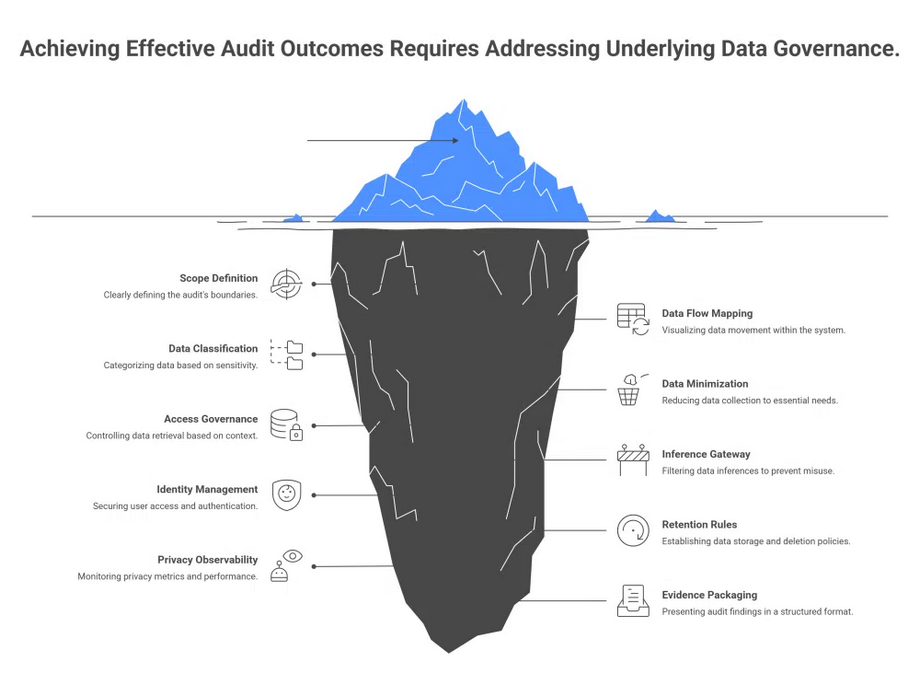 Achieving Effective Audit Outcomes Requires Addressing Underlying Data Governance.
Scope Definition
Clearly defining the audit's boundaries.
Data Flow Mapping
Visualizing data movement within the system.
Data Classification
Categorizing data based on sensitivity.
Data Minimization
Reducing data collection to essential needs.
Access Governance
Controlling data retrieval based on context.
Inference Gateway
Filtering data inferences to prevent misuse.
Identity Management
Securing user access and authentication.
Retention Rules
Establishing data storage and deletion policies.
Privacy Observability
Monitoring privacy metrics and performance.
Evidence Packaging
Presenting audit findings in a structured format.